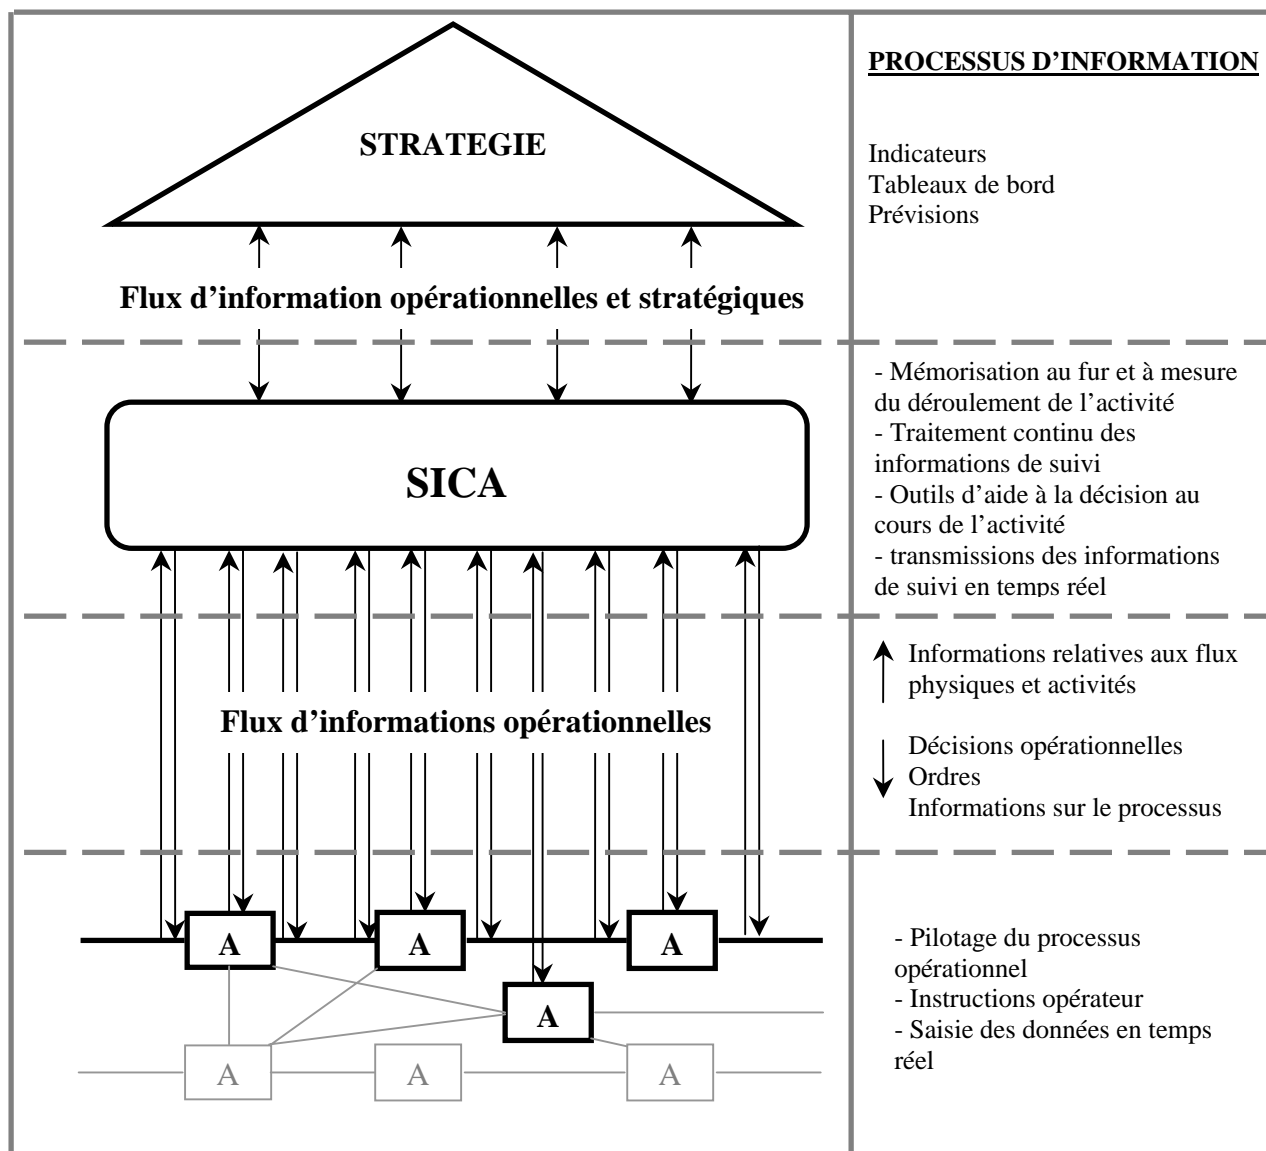 PROCESSUS D’INFORMATION
STRATEGIE
Indicateurs
Tableaux de bord
Prévisions
Flux d’information opérationnelles et stratégiques
SICA
- Mémorisation au fur et à mesure
du déroulement de l’activité
- Traitement continu des
informations de suivi
- Outils d’aide à la décision au
cours de l’activité
- transmissions des informations
de suivi en temps réel
Flux d’informations opérationnelles
Informations relatives aux flux
physiques et activités
Décisions opérationnelles
Ordres
Informations sur le processus
A
A
A
A
A
A
A
- Pilotage du processus
opérationnel
- Instructions opérateur
- Saisie des données en temps
réel